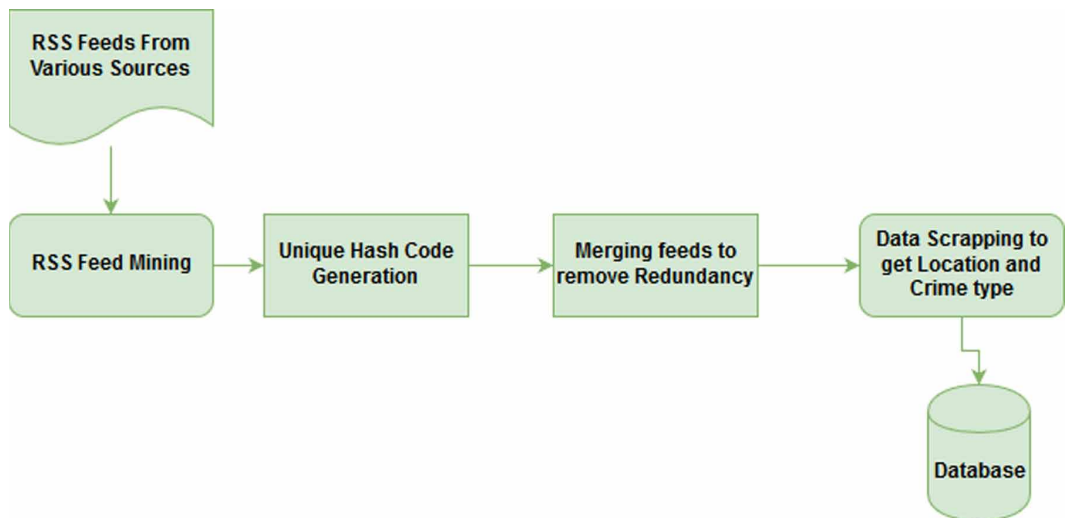 RSS Feeds From
Various Sources
RSS Feed Mining
Unique Hash Code
Generation
Merging feeds to
remove Redundancy
Data Scrapping to
get Location and
Crime type
Database